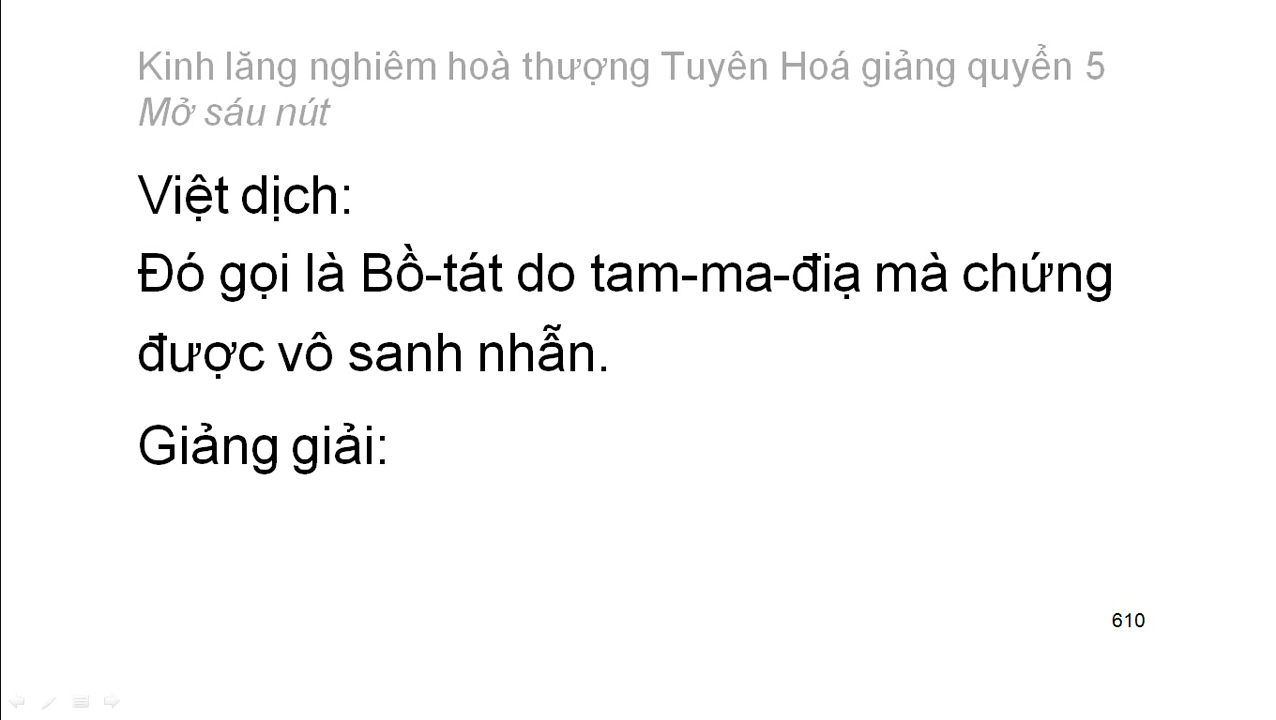 Kinh lăng nghiêm hoà thượng Tuyên Hoá giảng quyển 5
Mở sáu nút
Việt dịch:
Đó gọi là Bồ-tát do tam-ma-địa mà chứng
được vô sanh nhẫn.
Giảng giải:
610